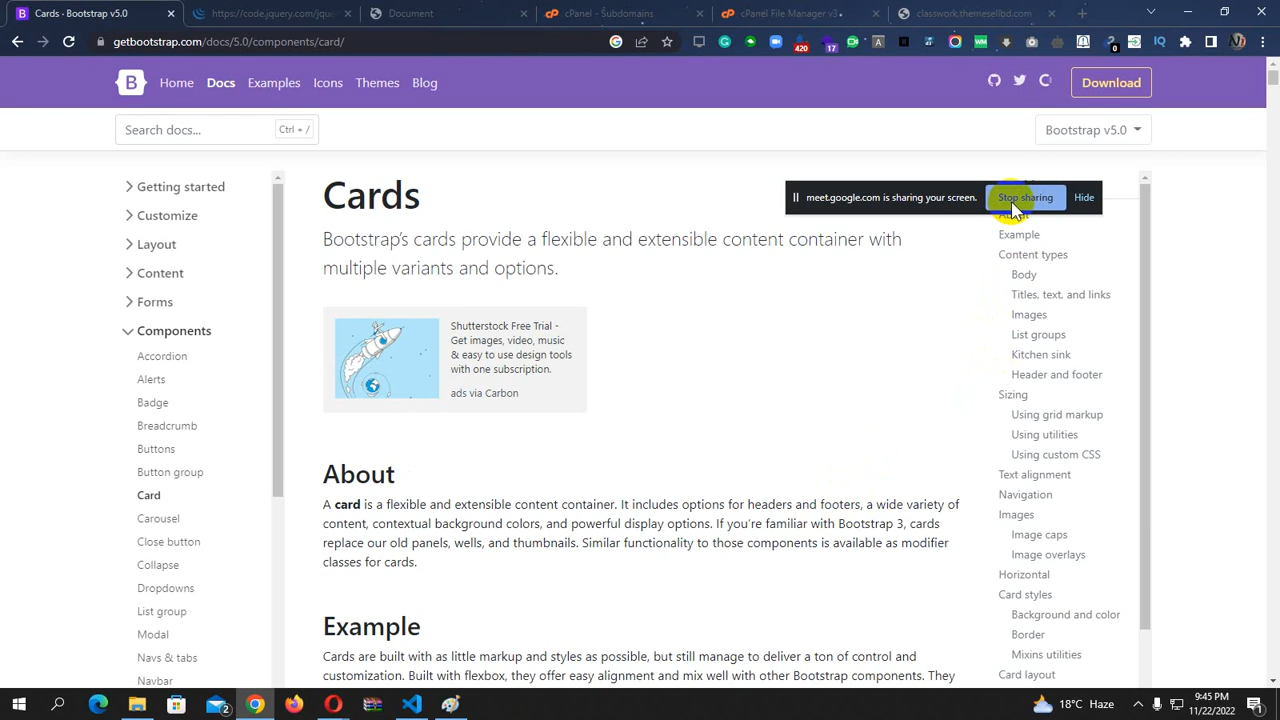 Cards - Bootstrap v5.0
https://code.jquery.com/jque
Document
cPanel - Subdomains
cPanel File Manager v3
classwork.themesellbd.com
getbootstrap.com/docs/5.0/components/card/
420
17
0
B Home Docs Examples Icons Themes Blog
Download
Search docs... Ctrl + /
Bootstrap v5.0
Getting started
Customize
Layout
Content
Forms
Components
Accordion
Alerts
Badge
Breadcrumb
Buttons
Button group
Card
Carousel
Close button
Collapse
Dropdowns
List group
Modal
Navs & tabs
Navbar
Cards
Bootstrap's cards provide a flexible and extensible content container with
multiple variants and options.
Shutterstock Free Trial -
Get images, video, music
& easy to use design tools
with one subscription.
ads via Carbon
About
A card is a flexible and extensible content container. It includes options for headers and footers, a wide variety of
content, contextual background colors, and powerful display options. If you're familiar with Bootstrap 3, cards
replace our old panels, wells, and thumbnails. Similar functionality to those components is available as modifier
classes for cards.
Example
Cards are built with as little markup and styles as possible, but still manage to deliver a ton of control and
customization. Built with flexbox, they offer easy alignment and mix well with other Bootstrap components. They
meet.google.com is sharing your screen. Stop sharing Hide
About
Example
Content types
Body
Titles, text, and links
Images
List groups
Kitchen sink
Header and footer
Sizing
Using grid markup
Using utilities
Using custom CSS
Text alignment
Navigation
Images
Image caps
Image overlays
Horizontal
Card styles
Background and color
Border
Mixins utilities
Card layout
18°C Haze
9:45 PM
11/22/2022